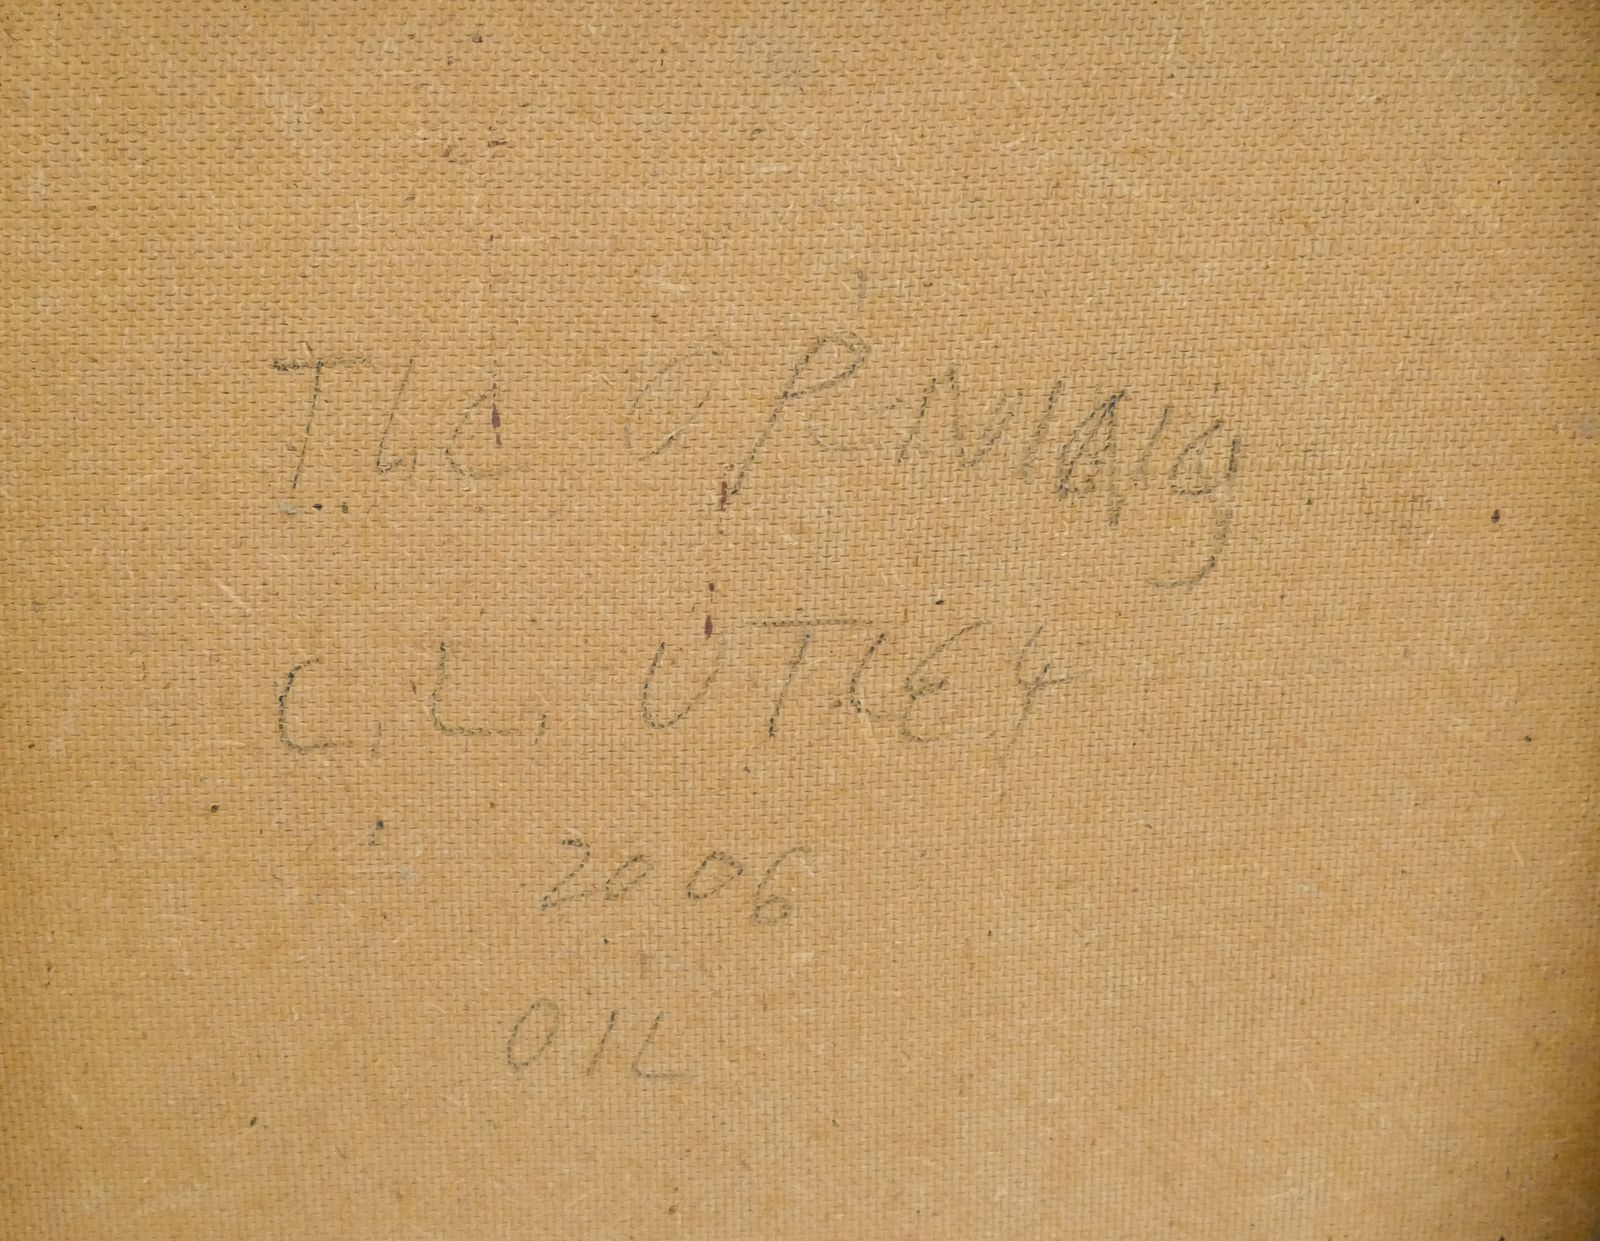 THE OPENING
C. L. UTLEY
2006
OIL